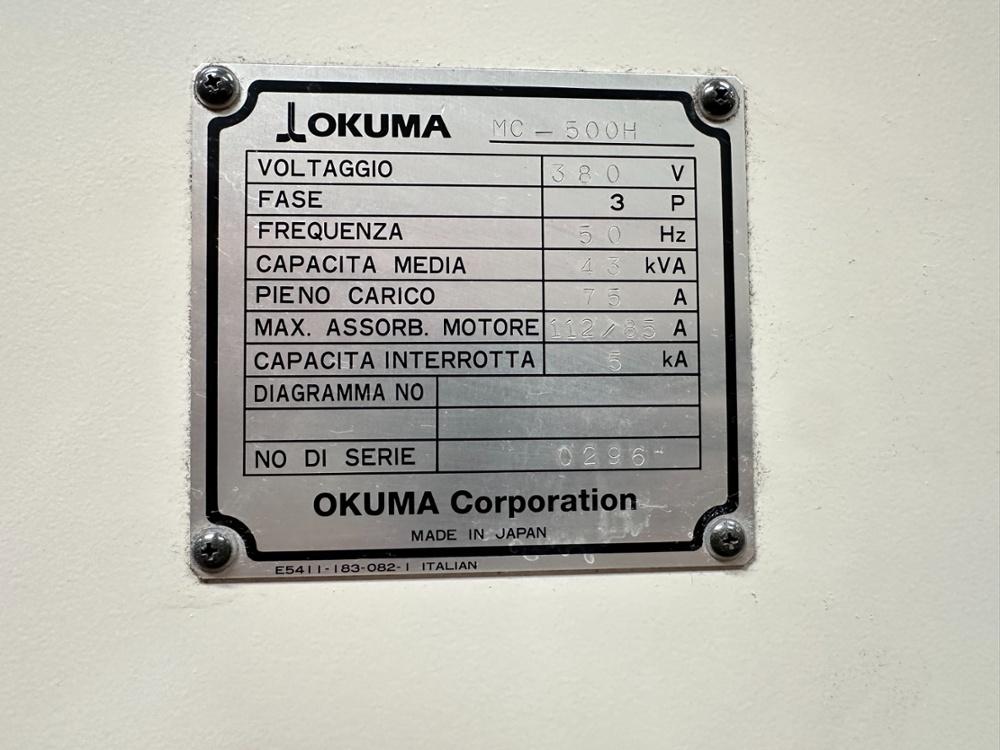 OKUMA MC-500H
VOLTAGGIO 380 V
FASE 3 P
FREQUENZA 50 Hz
CAPACITA MEDIA 43 kVA
PIENO CARICO 75 A
MAX. ASSORB. MOTORE 112/85 A
CAPACITA INTERROTTA 5 kA
DIAGRAMMA NO
NO DI SERIE 0296
OKUMA Corporation
MADE IN JAPAN
E5411-183-082-1 ITALIAN